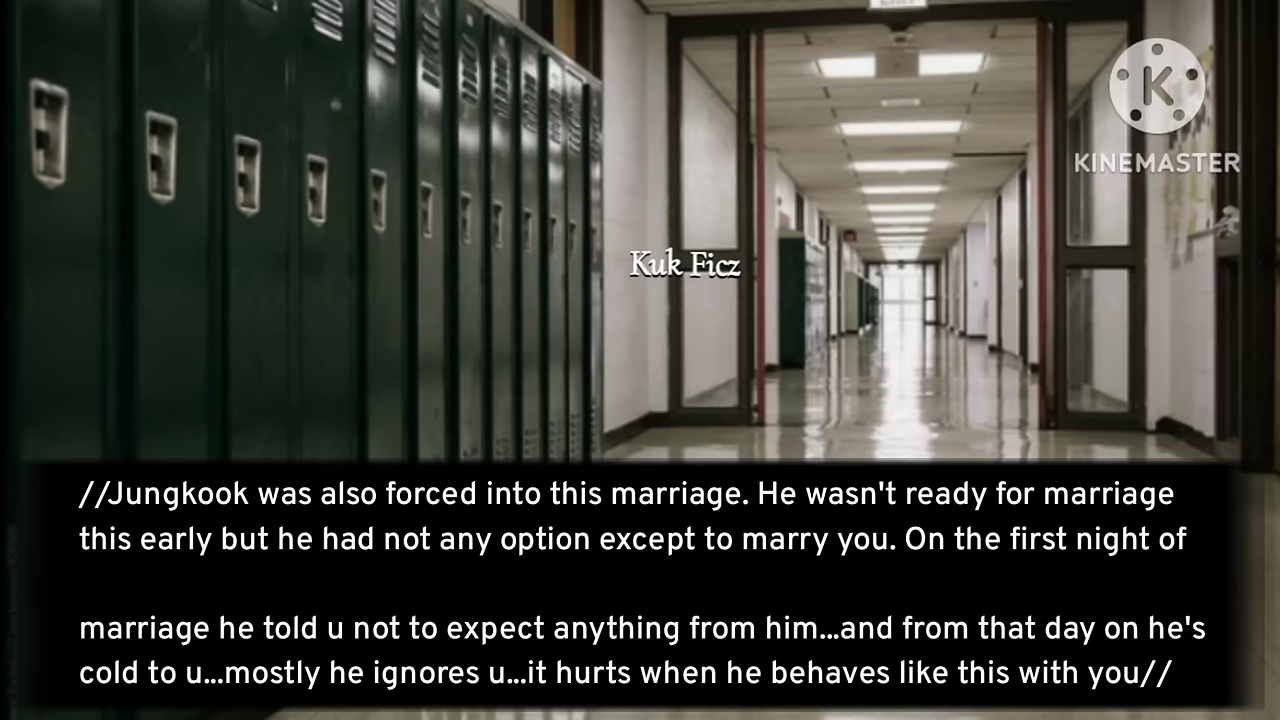 KINEMASTER
Kuk Ficz
//Jungkook was also forced into this marriage. He wasn't ready for marriage
this early but he had not any option except to marry you. On the first night of
marriage he told u not to expect anything from him...and from that day on he's
cold to u...mostly he ignores u...it hurts when he behaves like this with you//